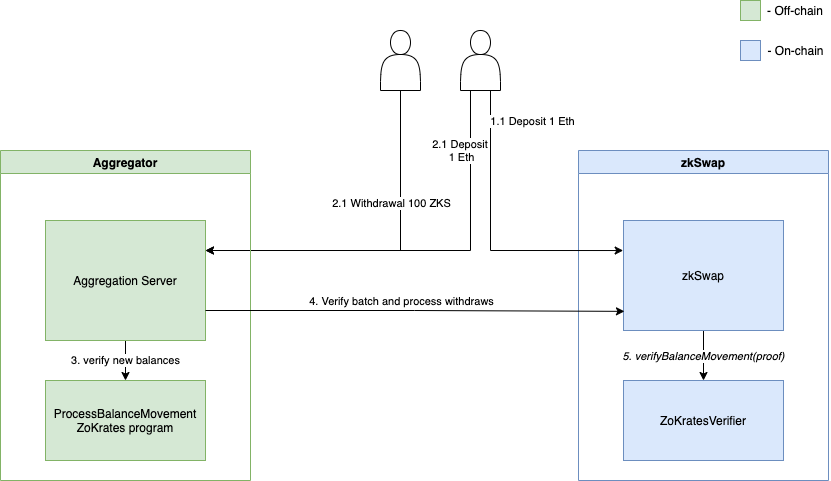 - Off-chain
- On-chain
1.1 Deposit 1 Eth
2.1 Deposit
1 Eth
Aggregator
zkSwap
2.1 Withdrawal 100 ZKS
Aggregation Server
zkSwap
4. Verify batch and process withdraws
3. verify new balances
5. verifyBalanceMovement(proof)
ProcessBalanceMovement
ZoKrates program
ZoKratesVerifier